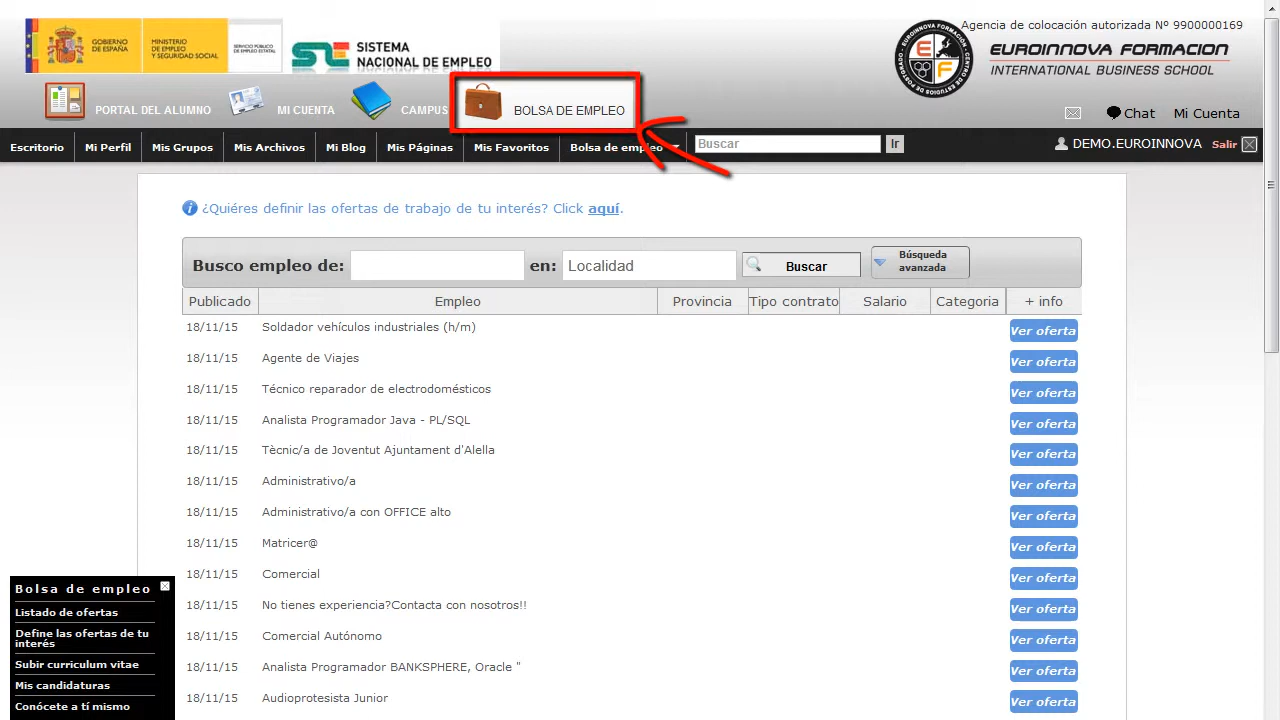 Agencia de colocación autorizada Nº 9900000169
GOBIERNO
DE ESPAÑA
MINISTERIO
DE EMPLEO
Y SEGURIDAD SOCIAL
SERVICIO PÚBLICO
DE EMPLEO ESTATAL
SISTEMA
NACIONAL DE EMPLEO
EUROINNOVA FORMACIÓN
CENTRO DE ESTUDIOS DE POSTGRADO
E
F
EUROINNOVA FORMACION
INTERNATIONAL BUSINESS SCHOOL
PORTAL DEL ALUMNO
MI CUENTA
CAMPUS
BOLSA DE EMPLEO
Chat
Mi Cuenta
Escritorio
Mi Perfil
Mis Grupos
Mis Archivos
Mi Blog
Mis Páginas
Mis Favoritos
Bolsa de empleo
Buscar
Ir
DEMO.EUROINNOVA
Salir
¿Quiéres definir las ofertas de trabajo de tu interés? Click aquí.
Busco empleo de:
en:
Localidad
Buscar
Búsqueda
avanzada
Publicado Empleo Provincia Tipo contrato Salario Categoria + info
18/11/15 Soldador vehículos industriales (h/m) Ver oferta
18/11/15 Agente de Viajes Ver oferta
18/11/15 Técnico reparador de electrodomésticos Ver oferta
18/11/15 Analista Programador Java - PL/SQL Ver oferta
18/11/15 Tècnic/a de Joventut Ajuntament d'Alella Ver oferta
18/11/15 Administrativo/a Ver oferta
18/11/15 Administrativo/a con OFFICE alto Ver oferta
18/11/15 Matricer@ Ver oferta
18/11/15 Comercial Ver oferta
18/11/15 No tienes experiencia?Contacta con nosotros!! Ver oferta
18/11/15 Comercial Autónomo Ver oferta
18/11/15 Analista Programador BANKSPHERE, Oracle " Ver oferta
18/11/15 Audioprotesista Junior Ver oferta
Bolsa de empleo
Listado de ofertas
Define las ofertas de tu
interés
Subir curriculum vitae
Mis candidaturas
Conócete a tí mismo